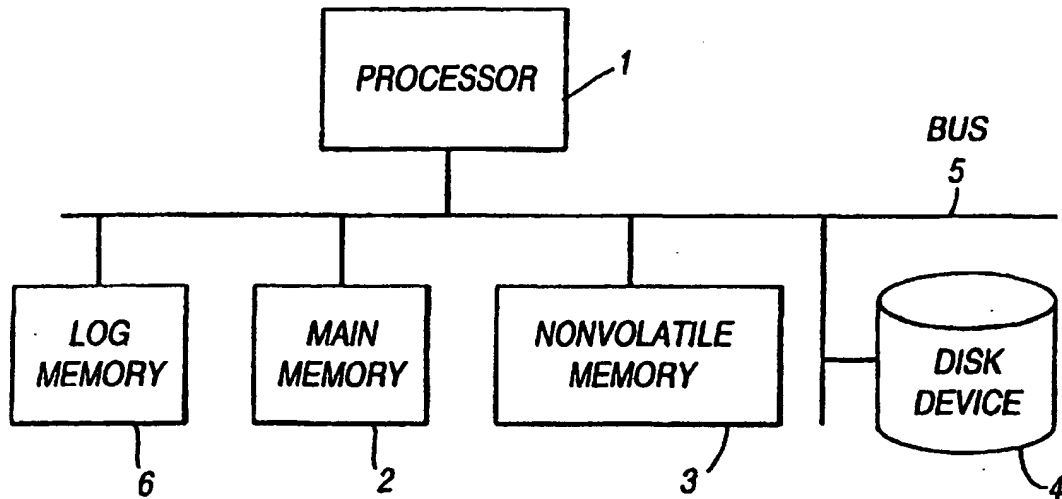 PROCESSOR
1
BUS
5
LOG
MEMORY
6
MAIN
MEMORY
2
NONVOLATILE
MEMORY
3
DISK
DEVICE
4